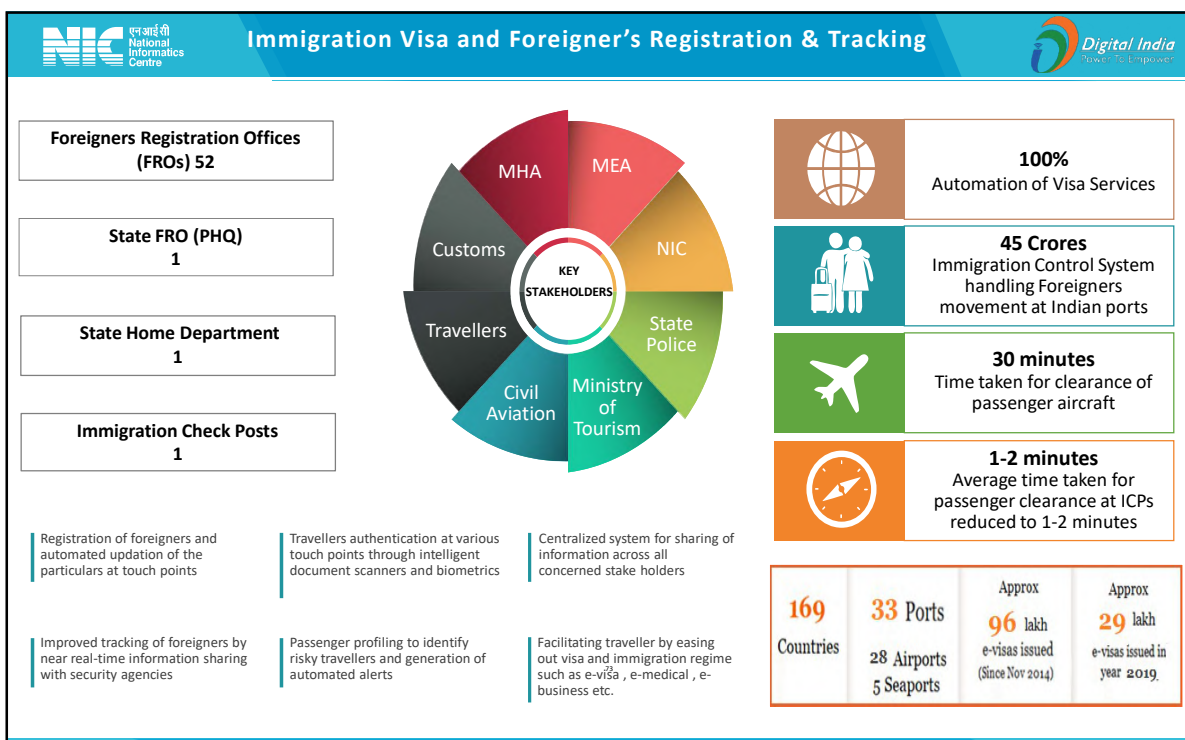 NIC
एन आई सी
National
Informatics
Centre
Immigration Visa and Foreigner's Registration & Tracking
Digital India
Power To Empower
Foreigners Registration Offices
(FROs) 52
State FRO (PHQ)
1
State Home Department
1
Immigration Check Posts
1
MHA
MEA
Customs
NIC
KEY
STAKEHOLDERS
Travellers
State
Police
Civil
Aviation
Ministry
of
Tourism
100%
Automation of Visa Services
45 Crores
Immigration Control System
handling Foreigners
movement at Indian ports
30 minutes
Time taken for clearance of
passenger aircraft
1-2 minutes
Average time taken for
passenger clearance at ICPs
reduced to 1-2 minutes
Registration of foreigners and
automated updation of the
particulars at touch points
Travellers authentication at various
touch points through intelligent
document scanners and biometrics
Centralized system for sharing of
information across all
concerned stake holders
Improved tracking of foreigners by
near real-time information sharing
with security agencies
Passenger profiling to identify
risky travellers and generation of
automated alerts
Facilitating traveller by easing
out visa and immigration regime
such as e-visa , e-medical , e-
business etc.
73
169
Countries
33 Ports
28 Airports
5 Seaports
Approx
96 lakh
e-visas issued
(Since Nov 2014)
Approx
29 lakh
e-visas issued in
year 2019.